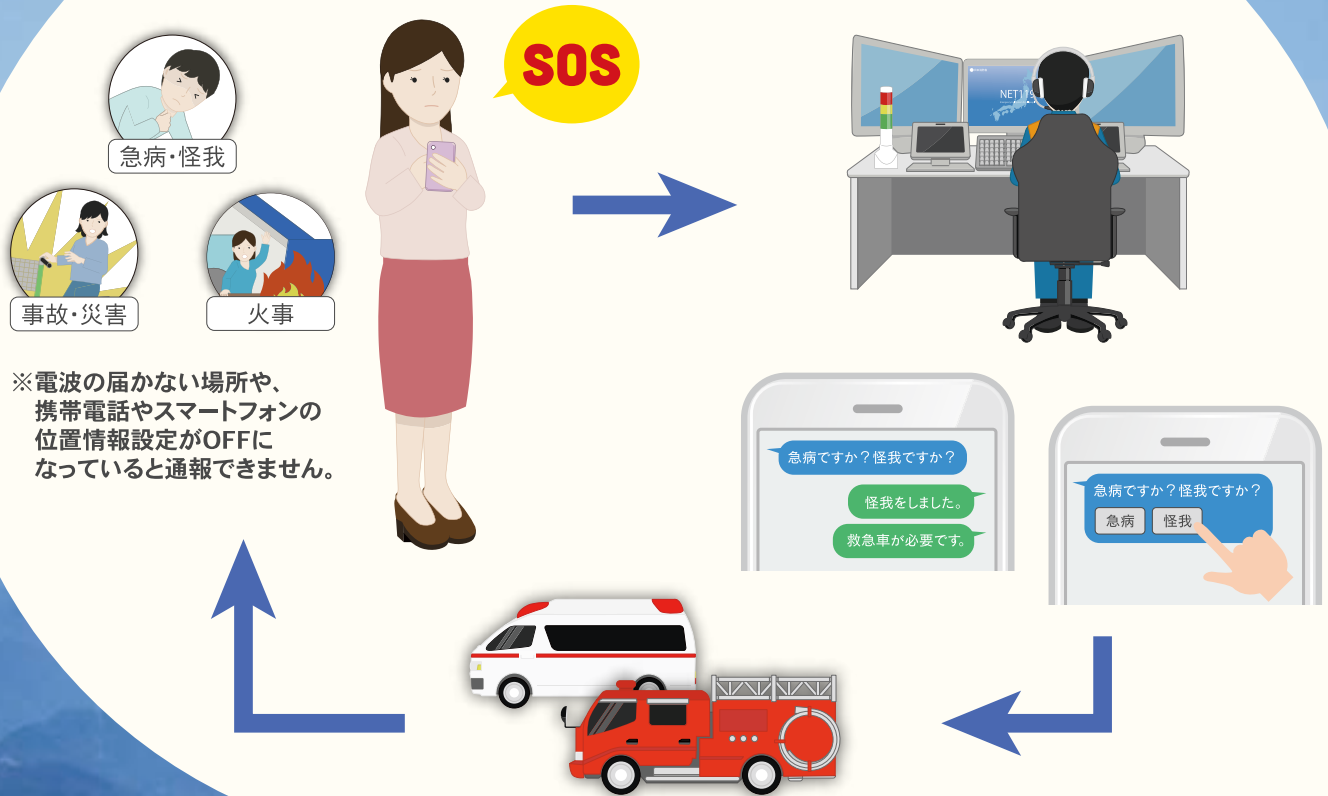 SOS
急病・怪我
事故・災害
火事
※電波の届かない場所や、
携帯電話やスマートフォンの
位置情報設定がOFFに
なっていると通報できません。
NET119
急病ですか？怪我ですか？
怪我をしました。
救急車が必要です。
急病ですか？怪我ですか？
急病
怪我